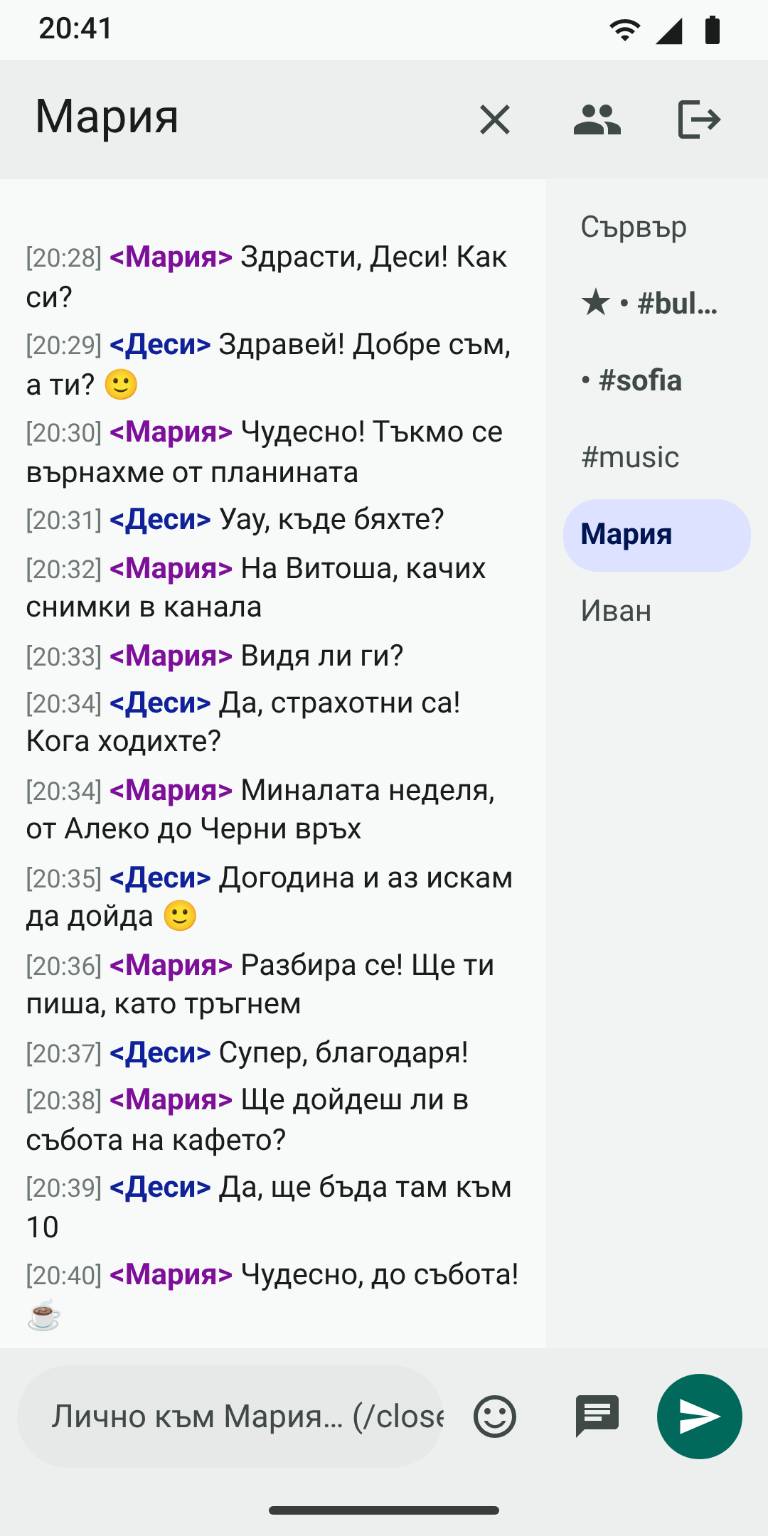 20:41
Мария
[20:28] <Мария> Здрасти, Деси! Как
си?
[20:29] <Деси> Здравей! Добре съм,
а ти? 🙂
[20:30] <Мария> Чудесно! Тъкмо се
върнахме от планината
[20:31] <Деси> Уау, къде бяхте?
[20:32] <Мария> На Витоша, качих
снимки в канала
[20:33] <Мария> Видя ли ги?
[20:34] <Деси> Да, страхотни са!
Кога ходихте?
[20:34] <Мария> Миналата неделя,
от Алеко до Черни връх
[20:35] <Деси> Догодина и аз искам
да дойда 🙂
[20:36] <Мария> Разбира се! Ще ти
пиша, като тръгнем
[20:37] <Деси> Супер, благодаря!
[20:38] <Мария> Ще дойдеш ли в
събота на кафето?
[20:39] <Деси> Да, ще бъда там към
10
[20:40] <Мария> Чудесно, до събота!
☕
Сървър
★ • #bul...
• #sofia
#music
Мария
Иван
Лично към Мария... (/close